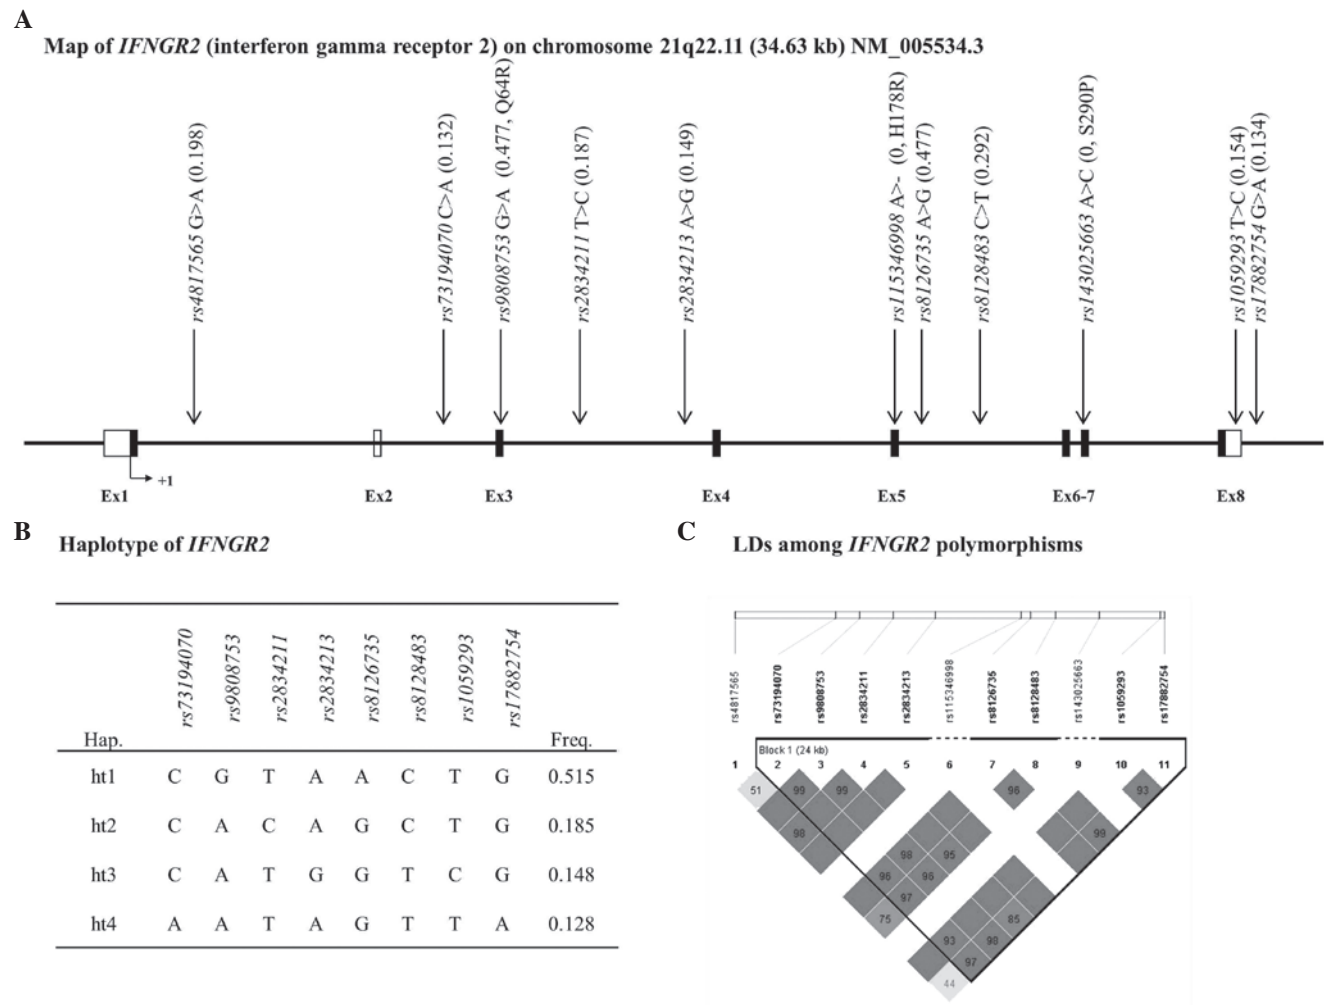 A
Map of IFNGR2 (interferon gamma receptor 2) on chromosome 21q22.11 (34.63 kb) NM_005534.3
rs4817565 G>A (0.198)
rs73194070 C>A (0.132)
rs9808753 G>A (0.477, Q64R)
rs2834211 T>C (0.187)
rs2834213 A>G (0.149)
rs115346998 A>- (0, H178R)
rs8126735 A>G (0.477)
rs8128483 C>T (0.292)
rs143025663 A>C (0, S290P)
rs1059293 T>C (0.154)
rs17882754 G>A (0.134)
+1
Ex1 Ex2 Ex3 Ex4 Ex5 Ex6-7 Ex8
B
Haplotype of IFNGR2
rs73194070 rs9808753 rs2834211 rs2834213 rs8126735 rs8128483 rs1059293 rs17882754
Hap. Freq.
ht1 C G T A A C T G 0.515
ht2 C A C A G C T G 0.185
ht3 C A T G G T C G 0.148
ht4 A A T A G T T A 0.128
C
LDs among IFNGR2 polymorphisms
rs4817565 rs73194070 rs9808753 rs2834211 rs2834213 rs115346998 rs8126735 rs8128483 rs143025663 rs1059293 rs17882754
Block 1 (24 kb)
1 2 3 4 5 6 7 8 9 10 11
51 99 99 96 93
98 99
98 95
96 95
97
75 85
93 98
97
44